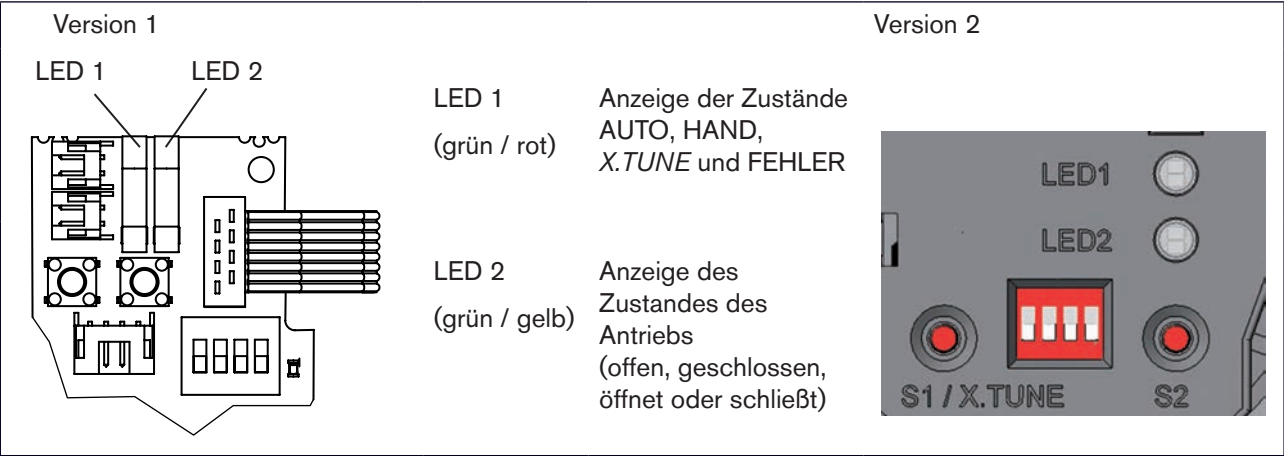 Version 1
Version 2
LED 1
LED 2
LED 1
(grün / rot)
Anzeige der Zustände
AUTO, HAND,
X.TUNE und FEHLER
LED 2
(grün / gelb)
Anzeige des
Zustandes des
Antriebs
(offen, geschlossen,
öffnet oder schließt)
LED1
LED2
S1 / X.TUNE
S2